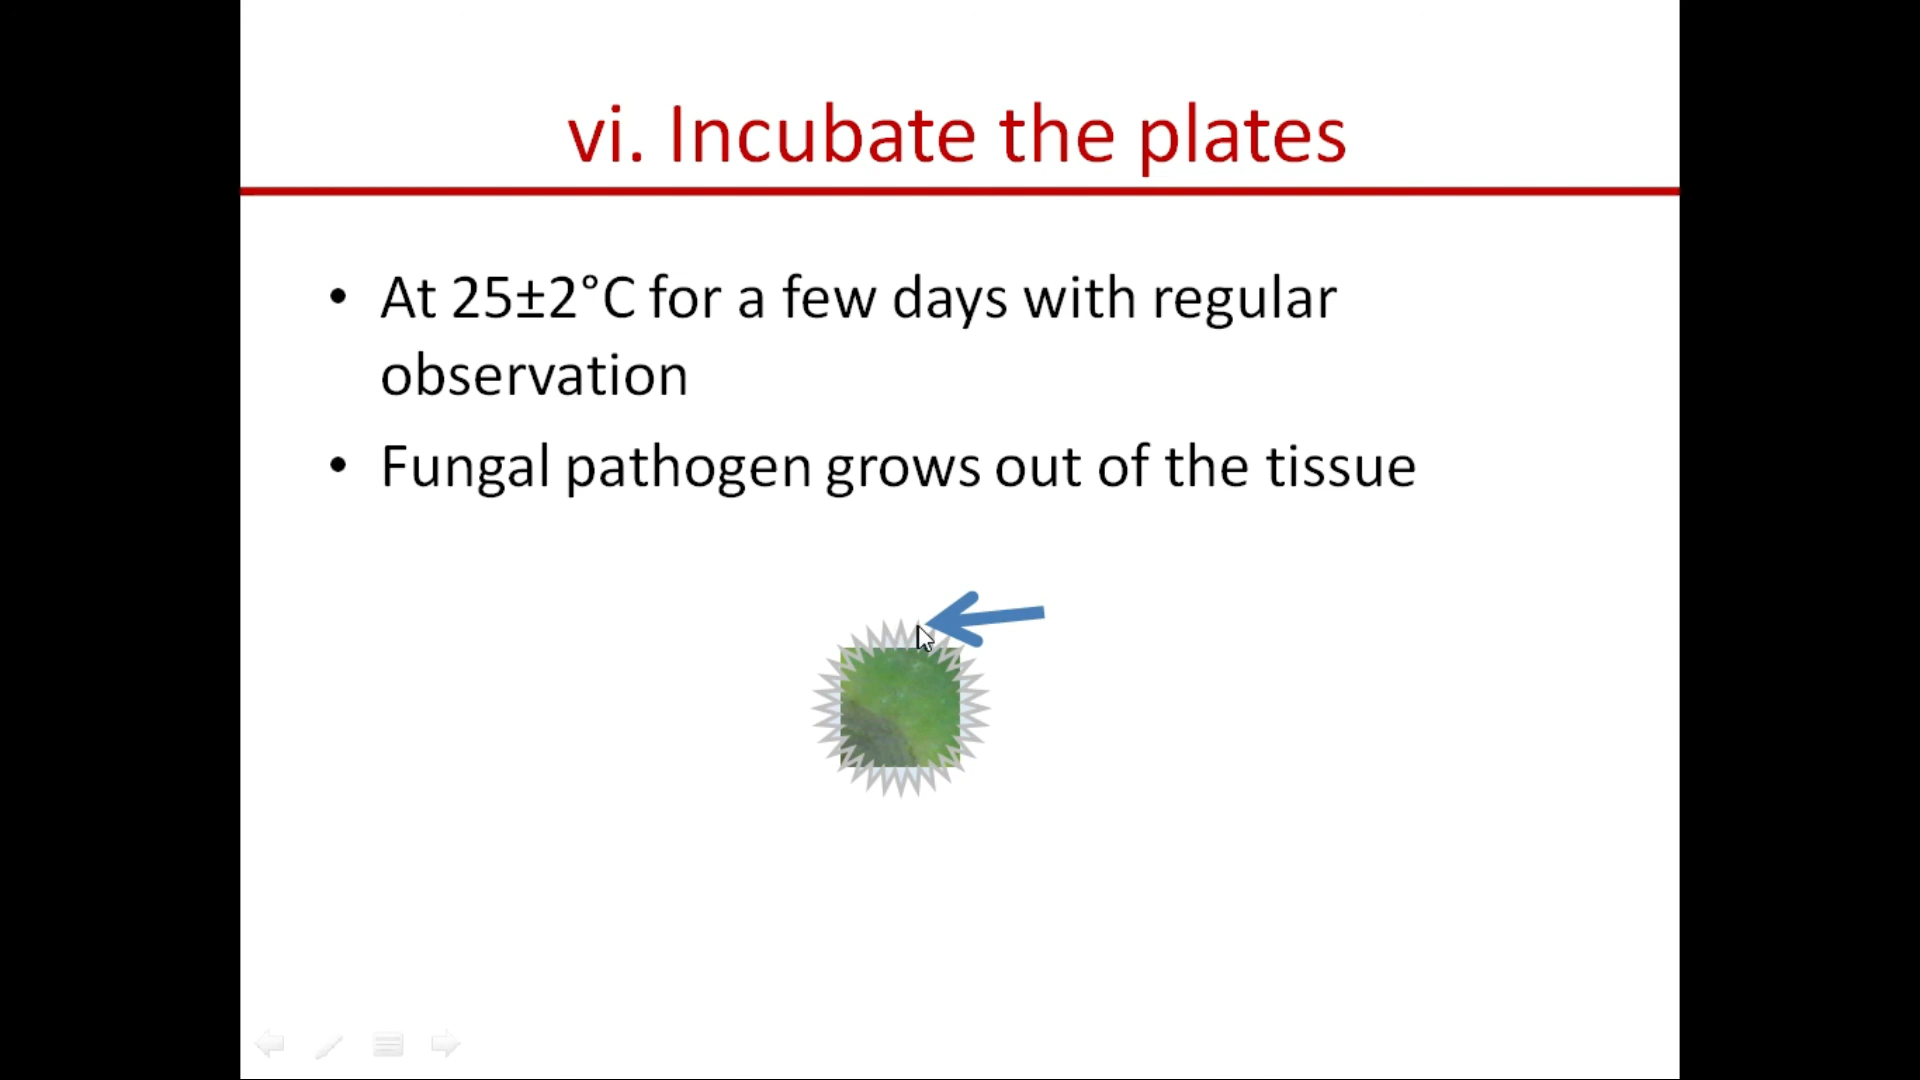 vi. Incubate the plates
• At 25±2°C for a few days with regular
observation
• Fungal pathogen grows out of the tissue